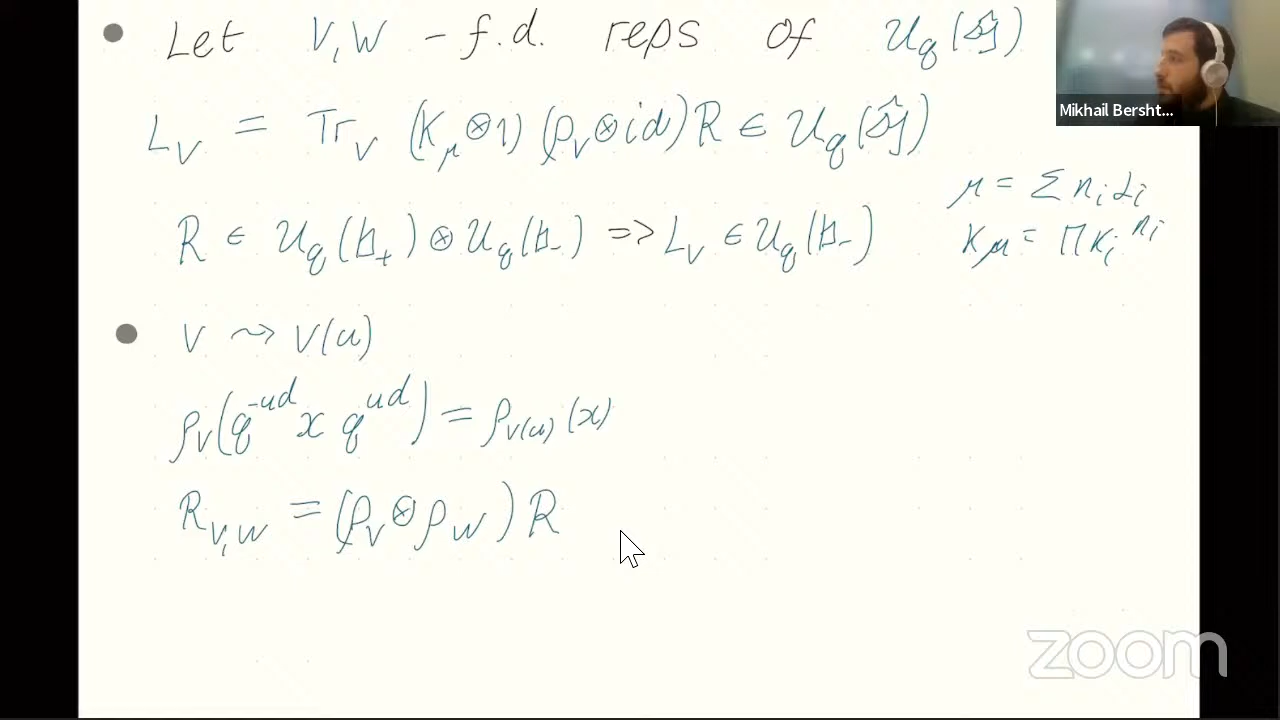 • Let V, W - f.d. reps of U_q(ĝ)
L_V = Tr_V (K_μ⊗1)(ρ_V⊗id)R ∈ U_q(ĝ)
μ = Σ n_i α_i
R ∈ U_q(b_+)⊗U_q(b_-) => L_V ∈ U_q(b_-)
K_μ = Π K_i^{n_i}
• V ⇝ V(u)
ρ_V(q^{-ud} x q^{ud}) = ρ_{V(u)}(x)
R_{V,W} = (ρ_V⊗ρ_W)R
Mikhail Bersht...
zoom